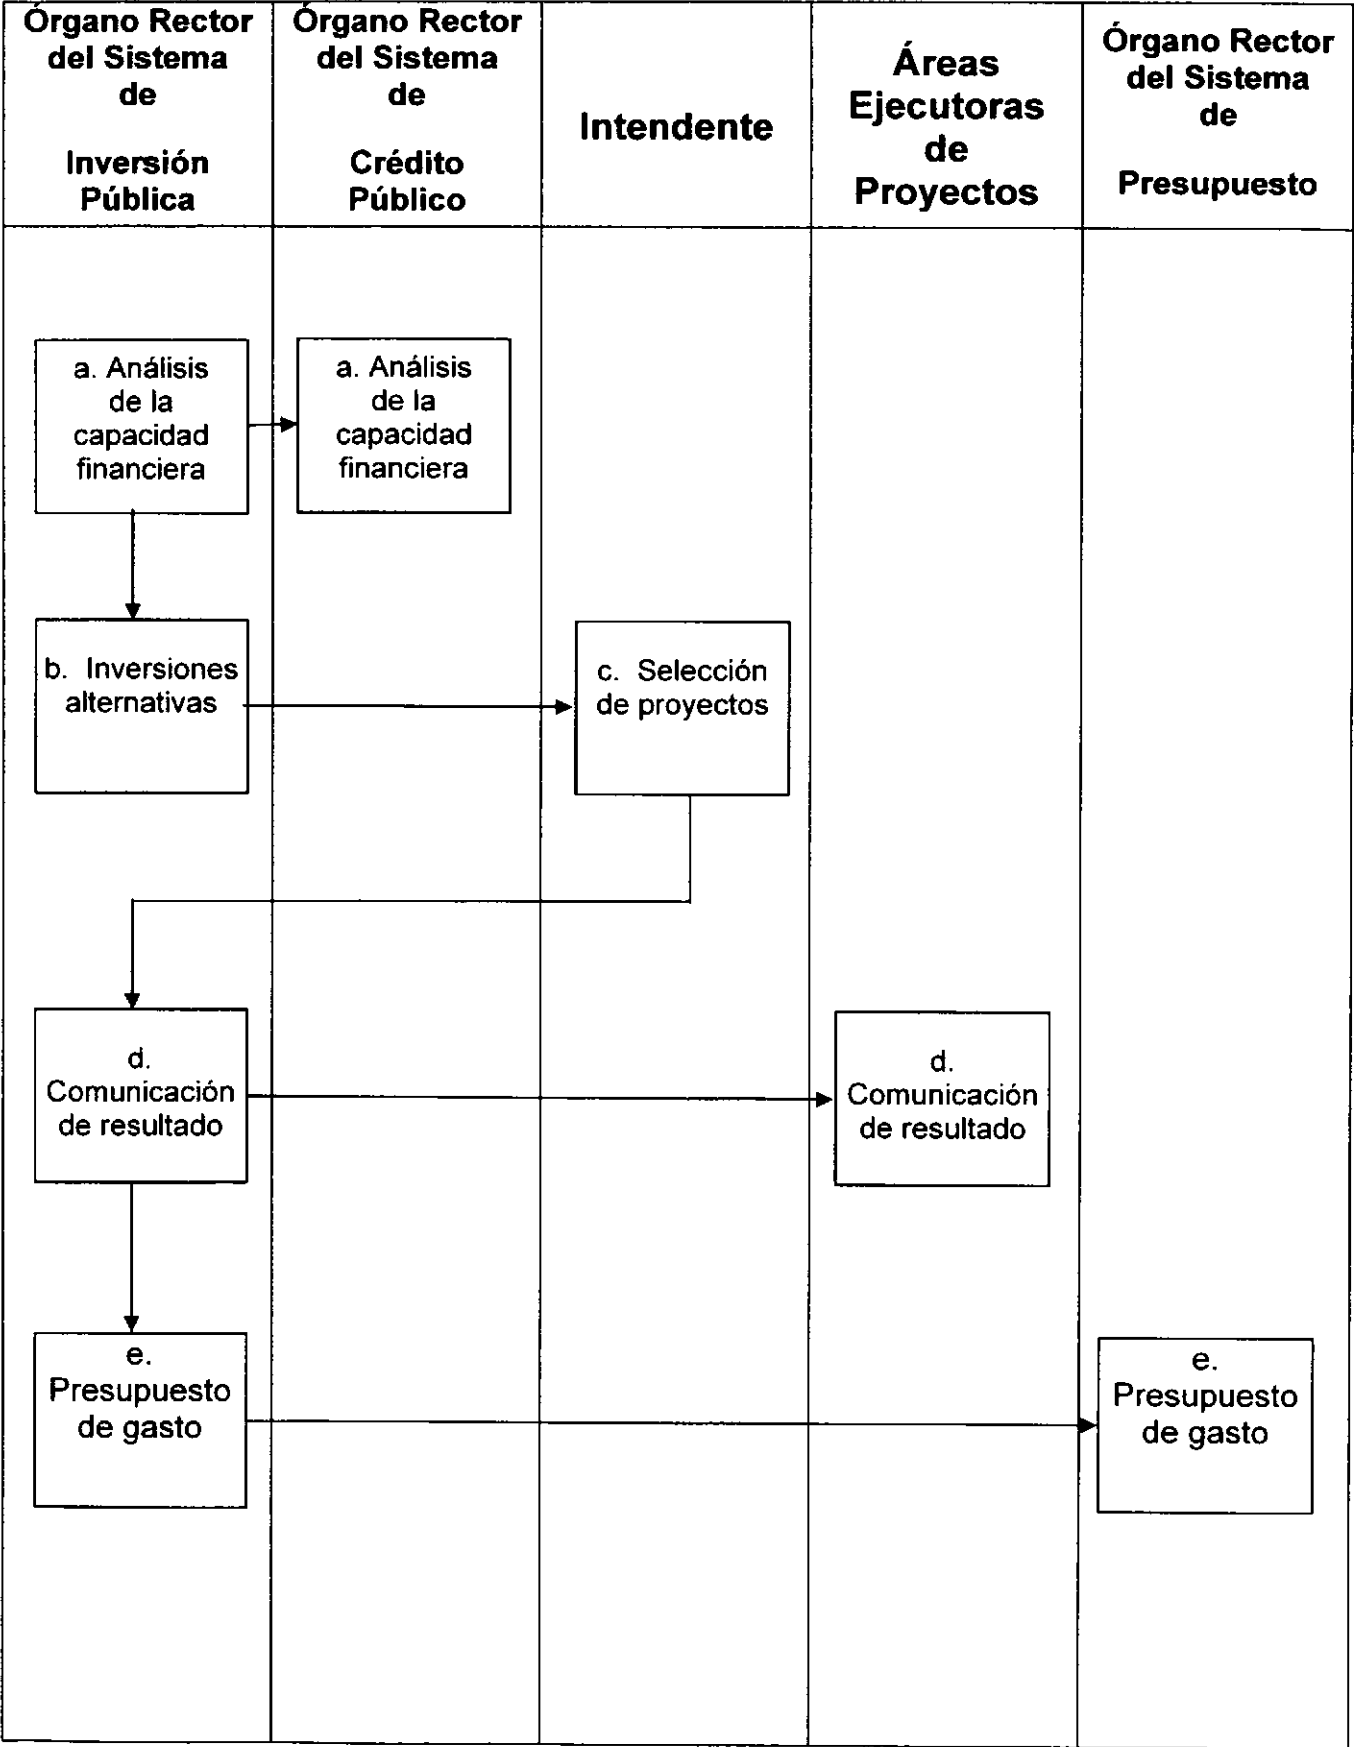 Órgano Rector
del Sistema
de
Inversión
Pública
Órgano Rector
del Sistema
de
Crédito
Público
Intendente
Áreas
Ejecutoras
de
Proyectos
Órgano Rector
del Sistema
de
Presupuesto
a. Análisis
de la
capacidad
financiera
a. Análisis
de la
capacidad
financiera
b. Inversiones
alternativas
c. Selección
de proyectos
d.
Comunicación
de resultado
d.
Comunicación
de resultado
e.
Presupuesto
de gasto
e.
Presupuesto
de gasto